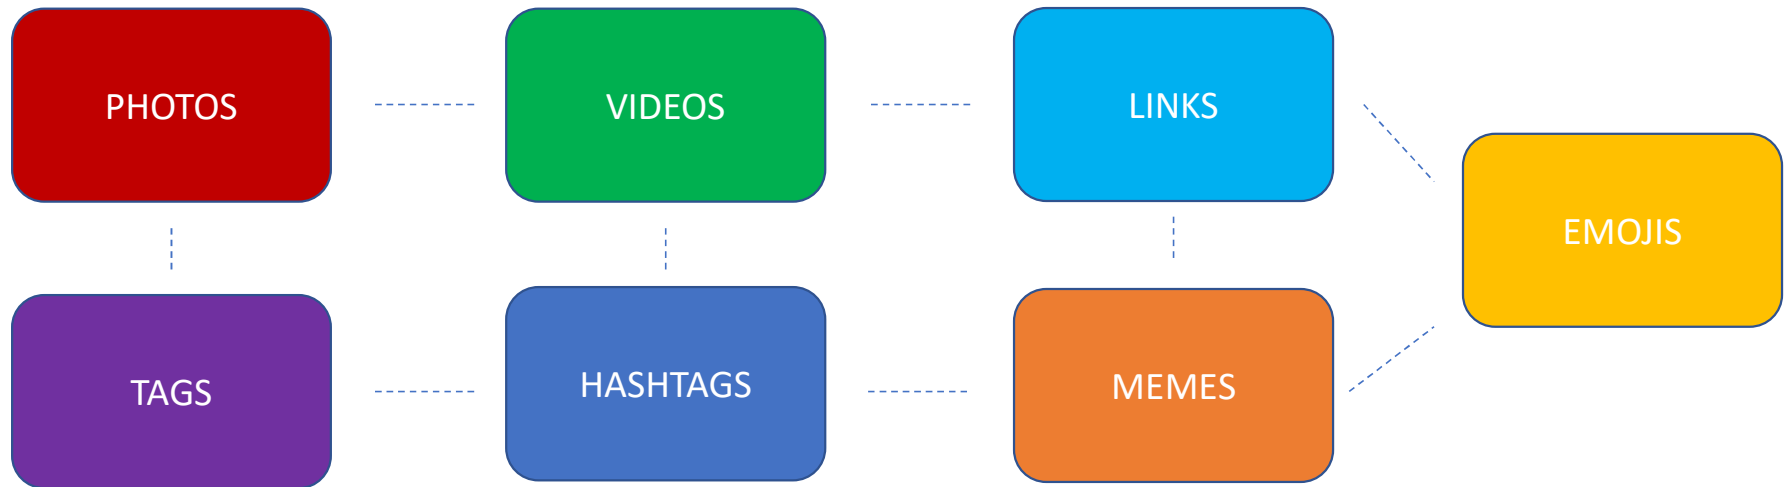 PHOTOS
VIDEOS
LINKS
EMOJIS
TAGS
HASHTAGS
MEMES